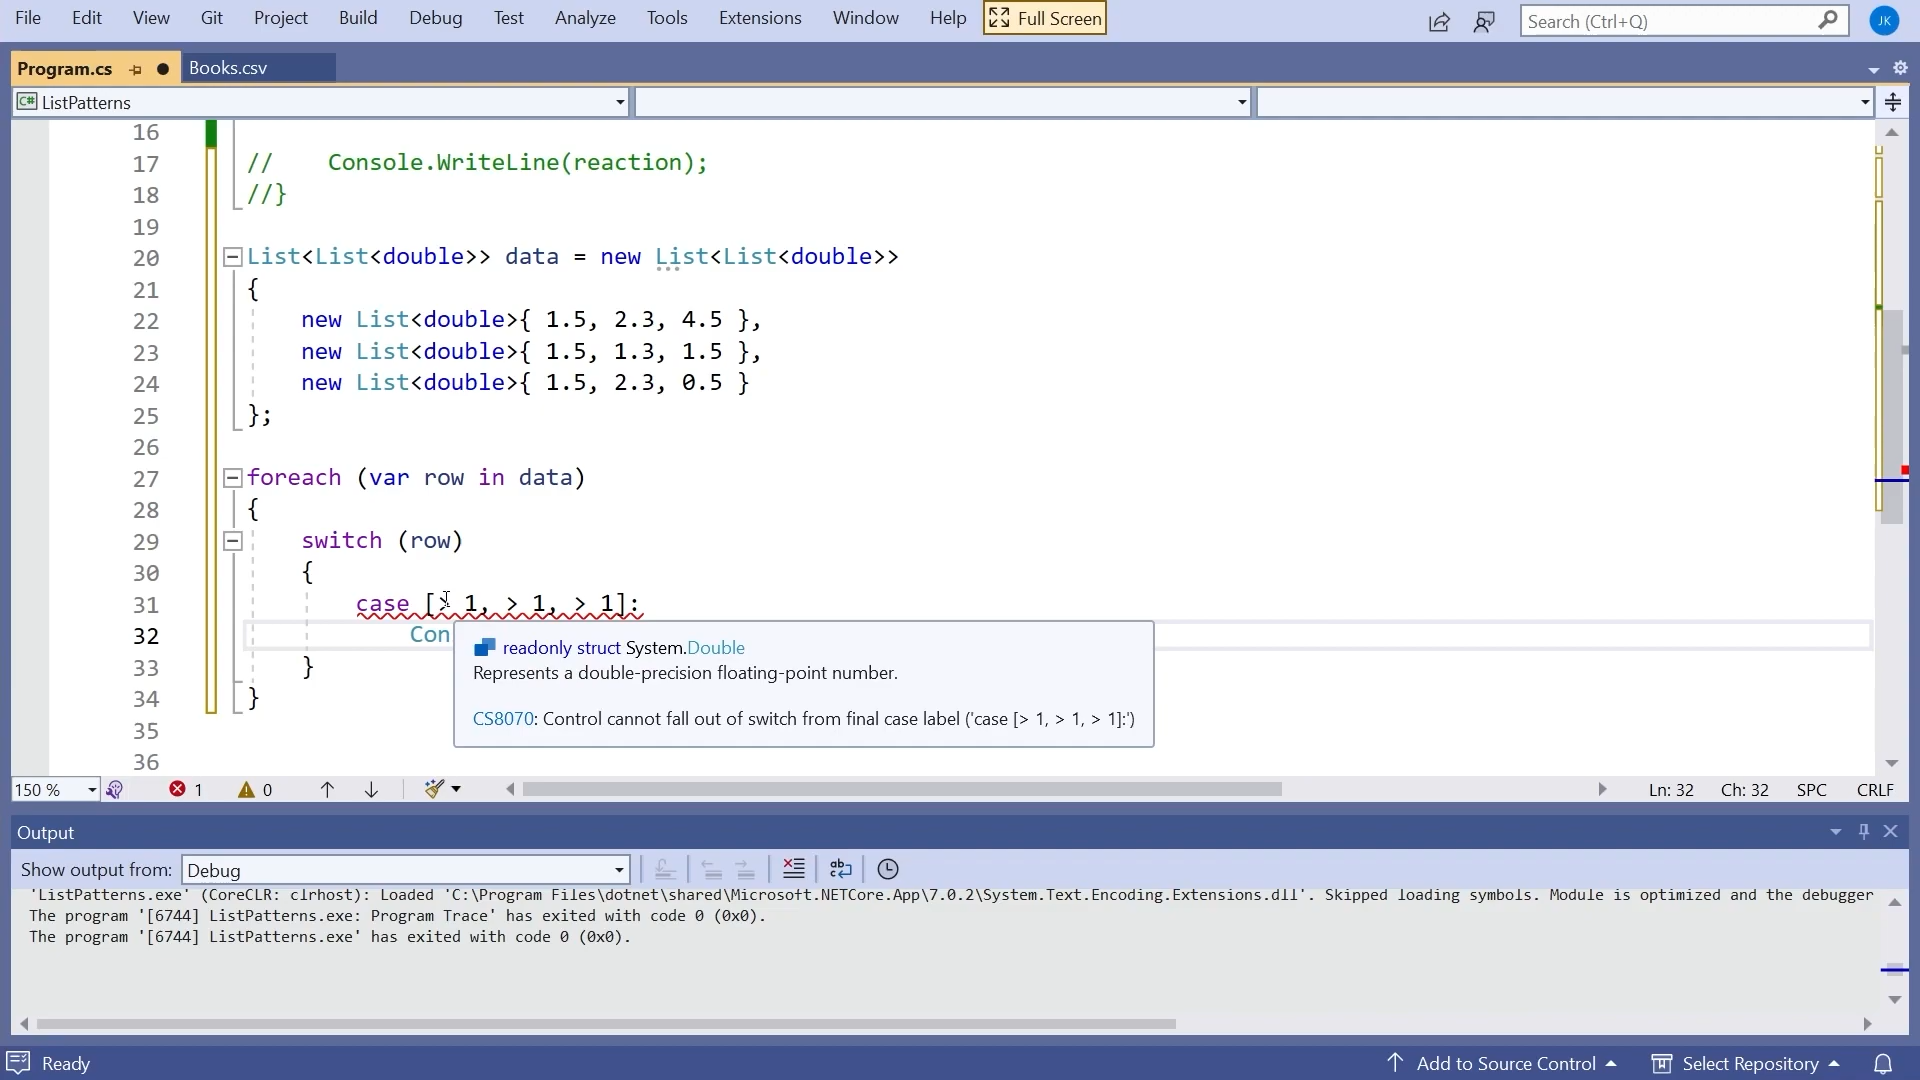 File Edit View Git Project Build Debug Test Analyze Tools Extensions Window Help Full Screen Search (Ctrl+Q) JK
Program.cs Books.csv
C# ListPatterns
16
17 // Console.WriteLine(reaction);
18 //}
19
20 List<List<double>> data = new List<List<double>>
21 {
22 new List<double>{ 1.5, 2.3, 4.5 },
23 new List<double>{ 1.5, 1.3, 1.5 },
24 new List<double>{ 1.5, 2.3, 0.5 }
25 };
26
27 foreach (var row in data)
28 {
29 switch (row)
30 {
31 case [> 1, > 1, > 1]:
32 Con
readonly struct System.Double
33 }
Represents a double-precision floating-point number.
34 }
CS8070: Control cannot fall out of switch from final case label ('case [> 1, > 1, > 1]:')
35
36
150 % 1 0 Ln: 32 Ch: 32 SPC CRLF
Output
Show output from: Debug
'ListPatterns.exe' (CoreCLR: clrhost): Loaded 'C:\Program Files\dotnet\shared\Microsoft.NETCore.App\7.0.2\System.Text.Encoding.Extensions.dll'. Skipped loading symbols. Module is optimized and the debugger
The program '[6744] ListPatterns.exe: Program Trace' has exited with code 0 (0x0).
The program '[6744] ListPatterns.exe' has exited with code 0 (0x0).
Ready Add to Source Control Select Repository